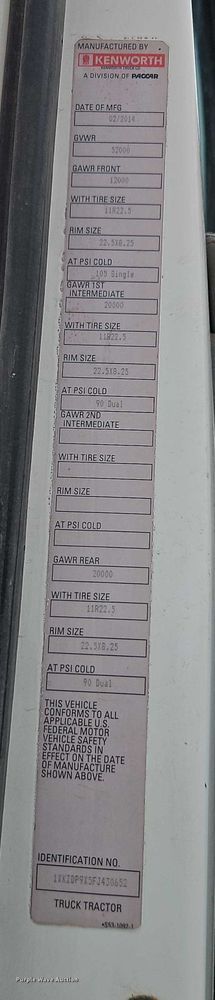 MANUFACTURED BY
KENWORTH
KENWORTH TRUCK CO.
A DIVISION OF PACCAR
DATE OF MFG
02/2014
GVWR
52000
GAWR FRONT
12000
WITH TIRE SIZE
11R22.5
RIM SIZE
22.5X8.25
AT PSI COLD
105 Single
GAWR 1ST
INTERMEDIATE
20000
WITH TIRE SIZE
11R22.5
RIM SIZE
22.5X8.25
AT PSI COLD
90 Dual
GAWR 2ND
INTERMEDIATE
WITH TIRE SIZE
RIM SIZE
AT PSI COLD
GAWR REAR
20000
WITH TIRE SIZE
11R22.5
RIM SIZE
22.5X8.25
AT PSI COLD
90 Dual
THIS VEHICLE
CONFORMS TO ALL
APPLICABLE U.S.
FEDERAL MOTOR
VEHICLE SAFETY
STANDARDS IN
EFFECT ON THE DATE
OF MANUFACTURE
SHOWN ABOVE.
IDENTIFICATION NO.
1XKZDP9X5FJ430652
TRUCK TRACTOR
Purple Wave Auction